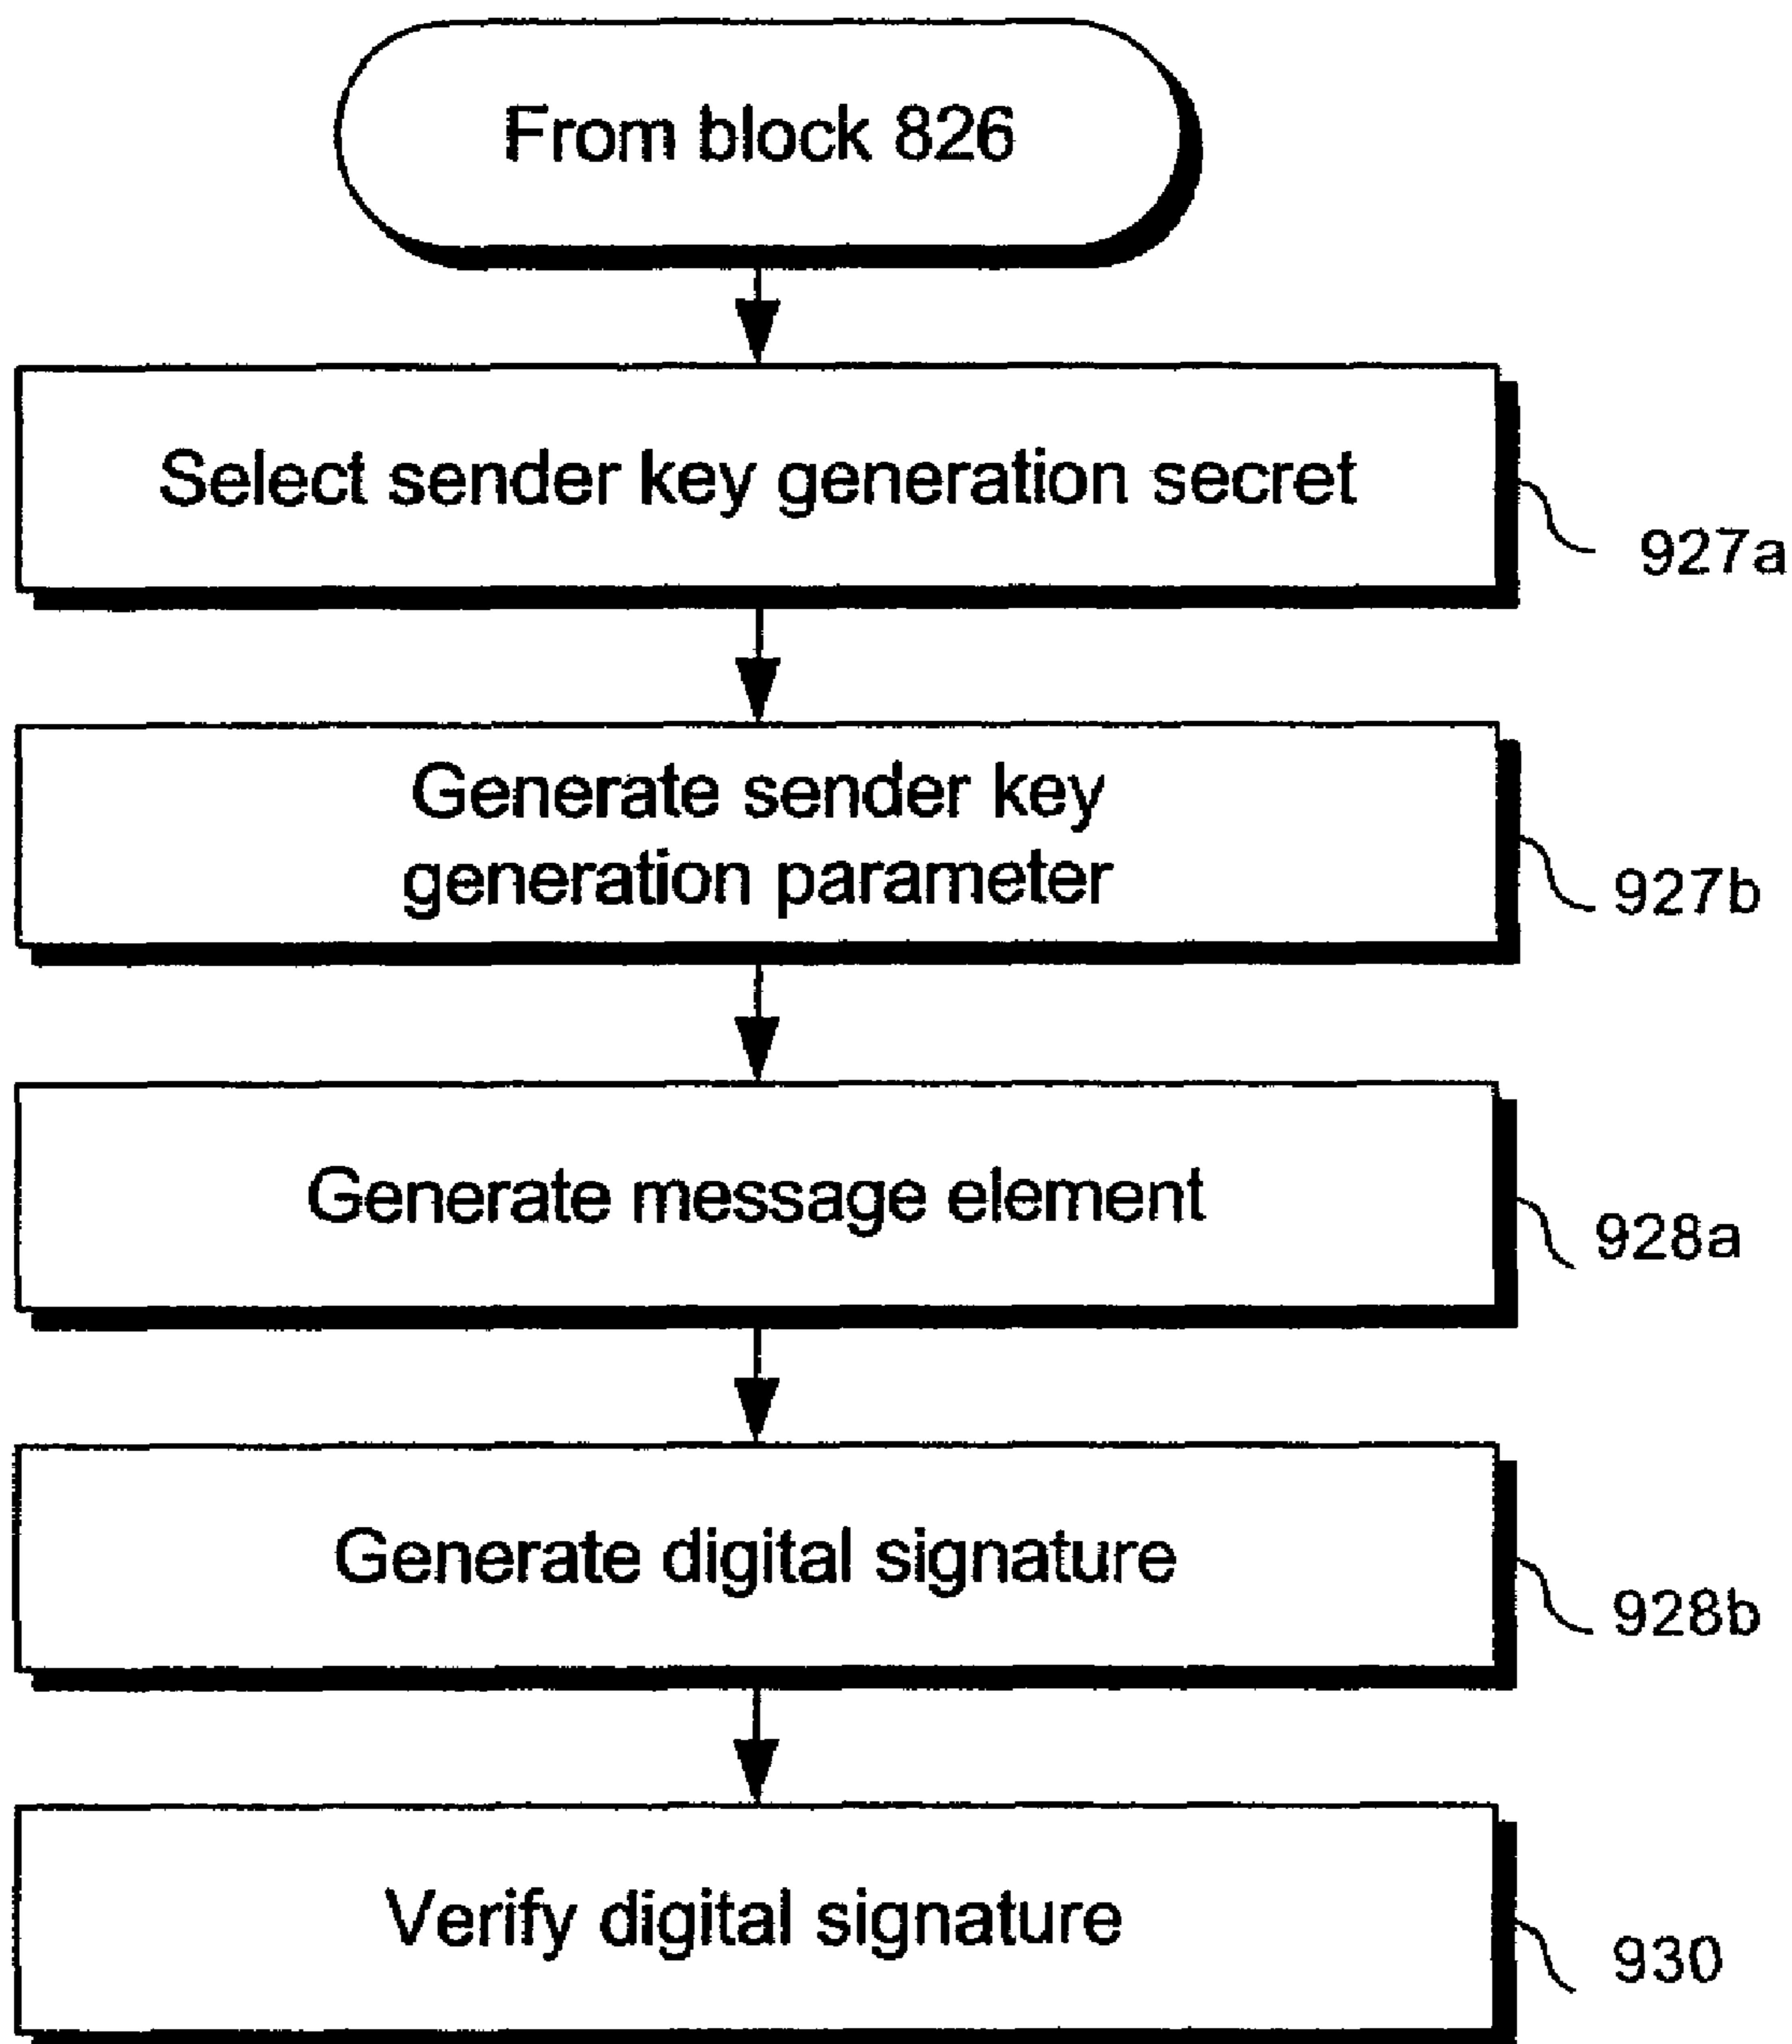 From block 826
Select sender key generation secret
927a
Generate sender key
generation parameter
927b
Generate message element
928a
Generate digital signature
928b
Verify digital signature
930